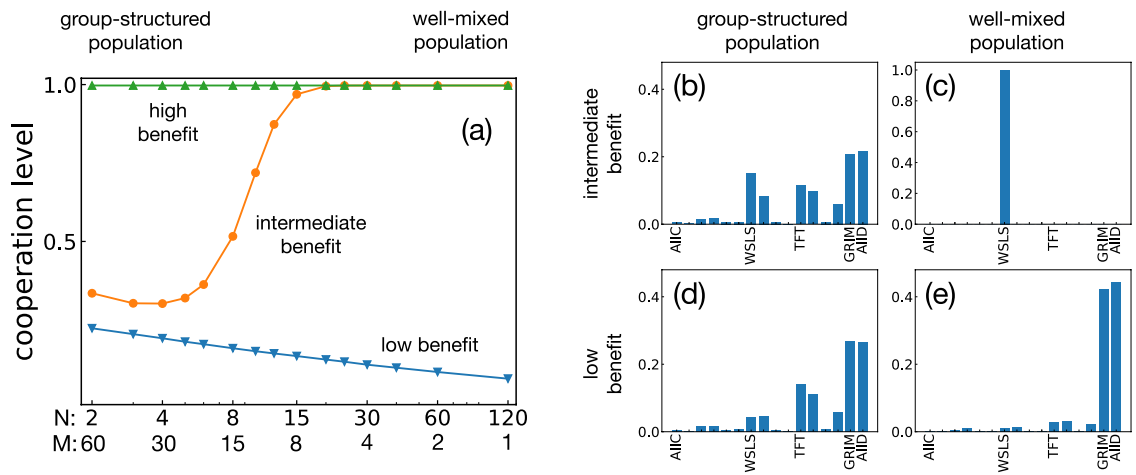 group-structured
population
well-mixed
population
1.0
0.5
cooperation level
(a)
high
benefit
intermediate
benefit
low benefit
N: 2 4 8 15 30 60 120
M: 60 30 15 8 4 2 1
group-structured
population
well-mixed
population
intermediate
benefit
(b)
0.4
0.2
0.0
AllC
WSLS
TFT
GRIM
AllD
(c)
1.0
0.8
0.6
0.4
0.2
0.0
AllC
WSLS
TFT
GRIM
AllD
low
benefit
(d)
0.4
0.2
0.0
AllC
WSLS
TFT
GRIM
AllD
(e)
0.4
0.2
0.0
AllC
WSLS
TFT
GRIM
AllD